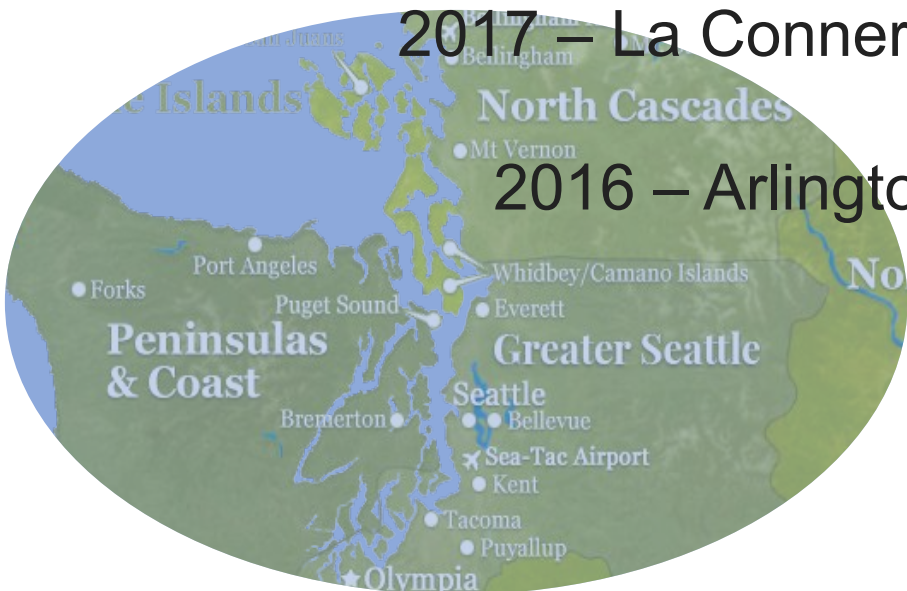 2017 – La Conner
Bellingham
e Islands
North Cascades
Mt Vernon
2016 – Arlingto
Port Angeles
Whidbey/Camano Islands
No
Forks
Puget Sound
Everett
Peninsulas
& Coast
Greater Seattle
Seattle
Bremerton
Bellevue
Sea-Tac Airport
Kent
Tacoma
Puyallup
Olympia